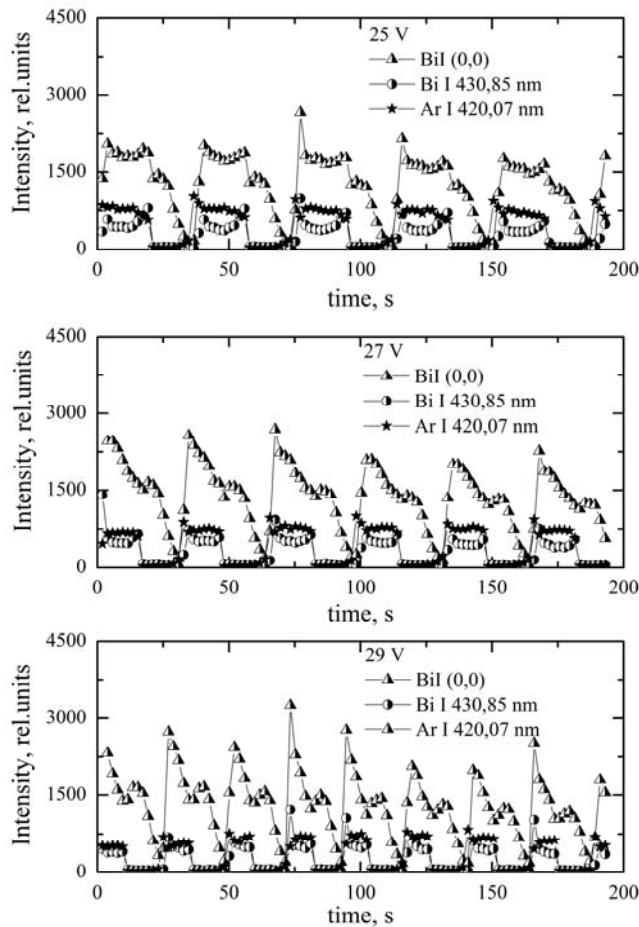 25 V
BiI (0,0)
Bi I 430,85 nm
Ar I 420,07 nm
Intensity, rel.units
4500
3000
1500
0
0
50
100
150
200
time, s
27 V
BiI (0,0)
Bi I 430,85 nm
Ar I 420,07 nm
Intensity, rel.units
4500
3000
1500
0
0
50
100
150
200
time, s
29 V
BiI (0,0)
Bi I 430,85 nm
Ar I 420,07 nm
Intensity, rel.units
4500
3000
1500
0
0
50
100
150
200
time, s